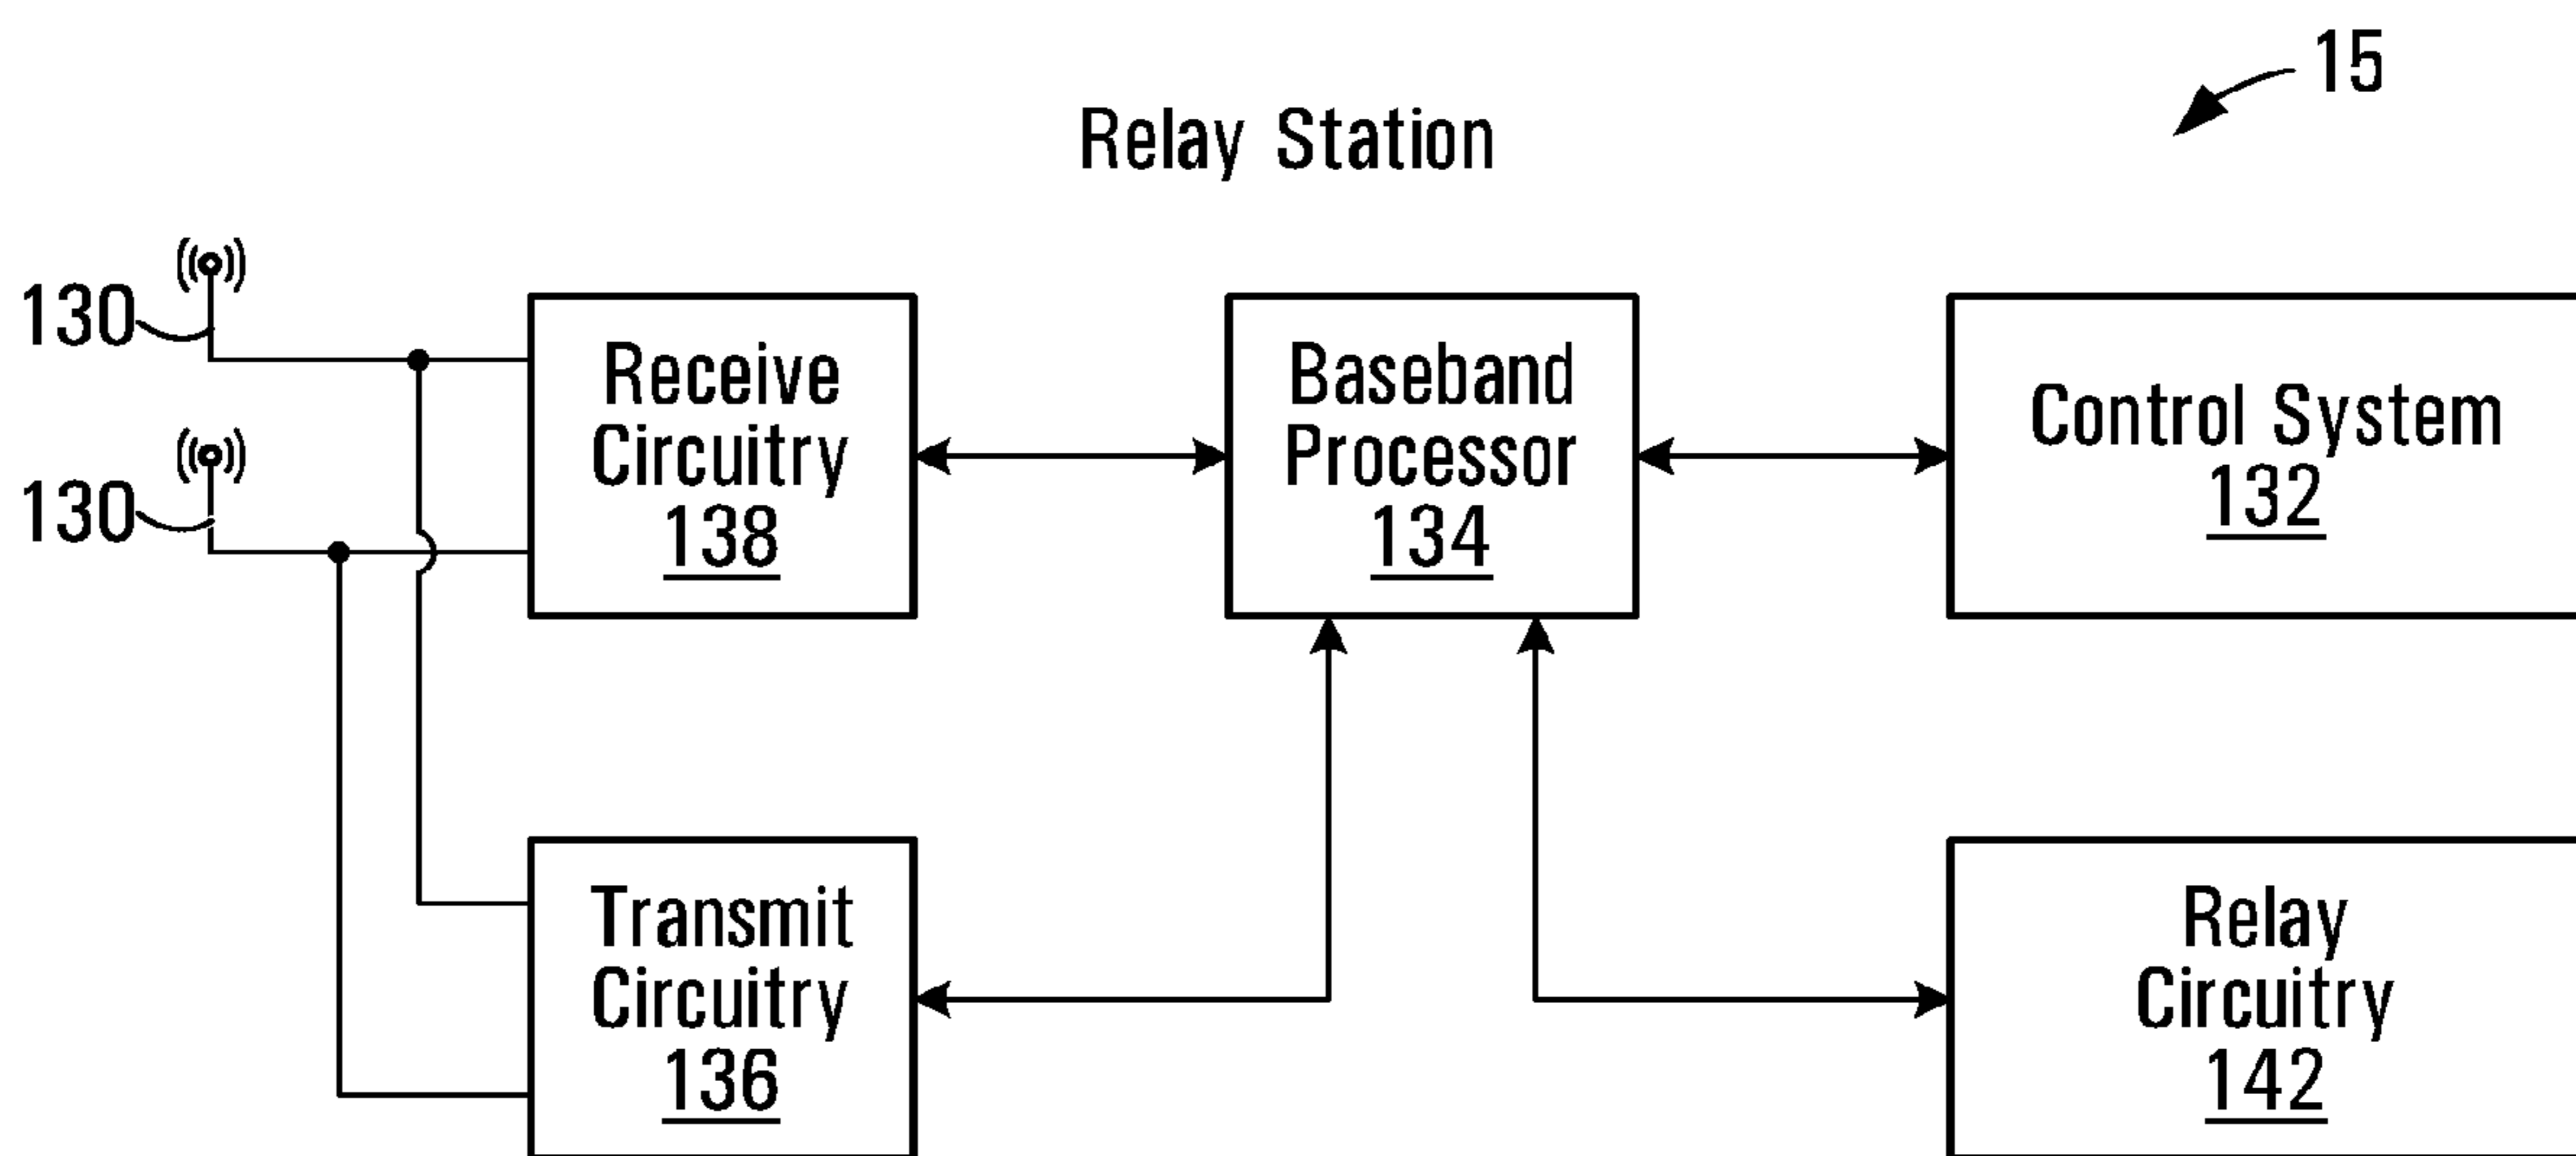 15
Relay Station
130
130
Receive
Circuitry
138
Baseband
Processor
134
Control System
132
Transmit
Circuitry
136
Relay
Circuitry
142